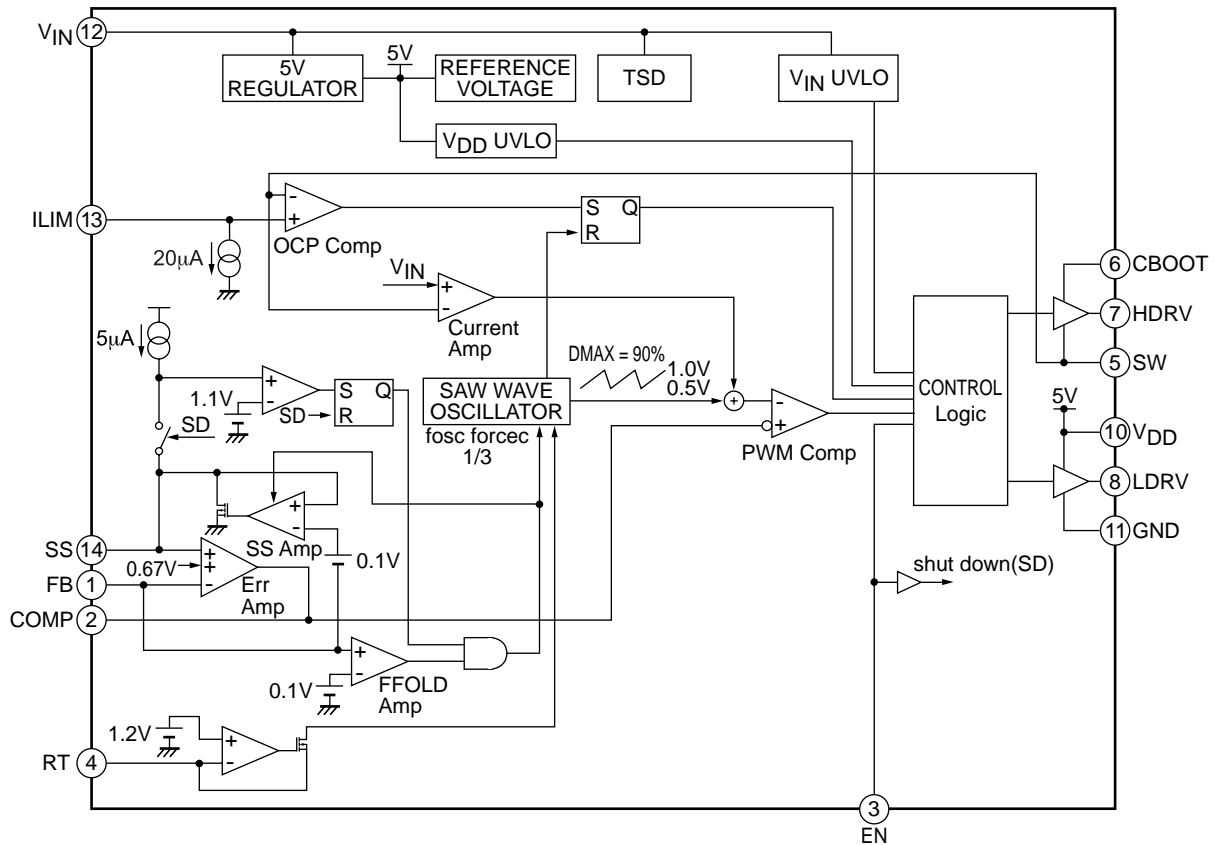 VIN 12
5V
REGULATOR
5V
REFERENCE
VOLTAGE
TSD
VIN UVLO
VDD UVLO
ILIM 13
-
+
OCP Comp
S Q
R
20μA
VIN
+
-
Current
Amp
6 CBOOT
7 HDRV
5 SW
5μA
DMAX = 90%
1.0V
0.5V
SAW WAVE
OSCILLATOR
fosc forcec
1/3
+
-
+
PWM Comp
CONTROL
Logic
5V
10 VDD
8 LDRV
11 GND
+
-
1.1V
S Q
R
SD
SD
+
-
SS Amp
0.1V
SS 14
FB 1
COMP 2
0.67V
+
+
-
Err
Amp
shut down(SD)
+
-
0.1V
FFOLD
Amp
1.2V
+
-
RT 4
3
EN